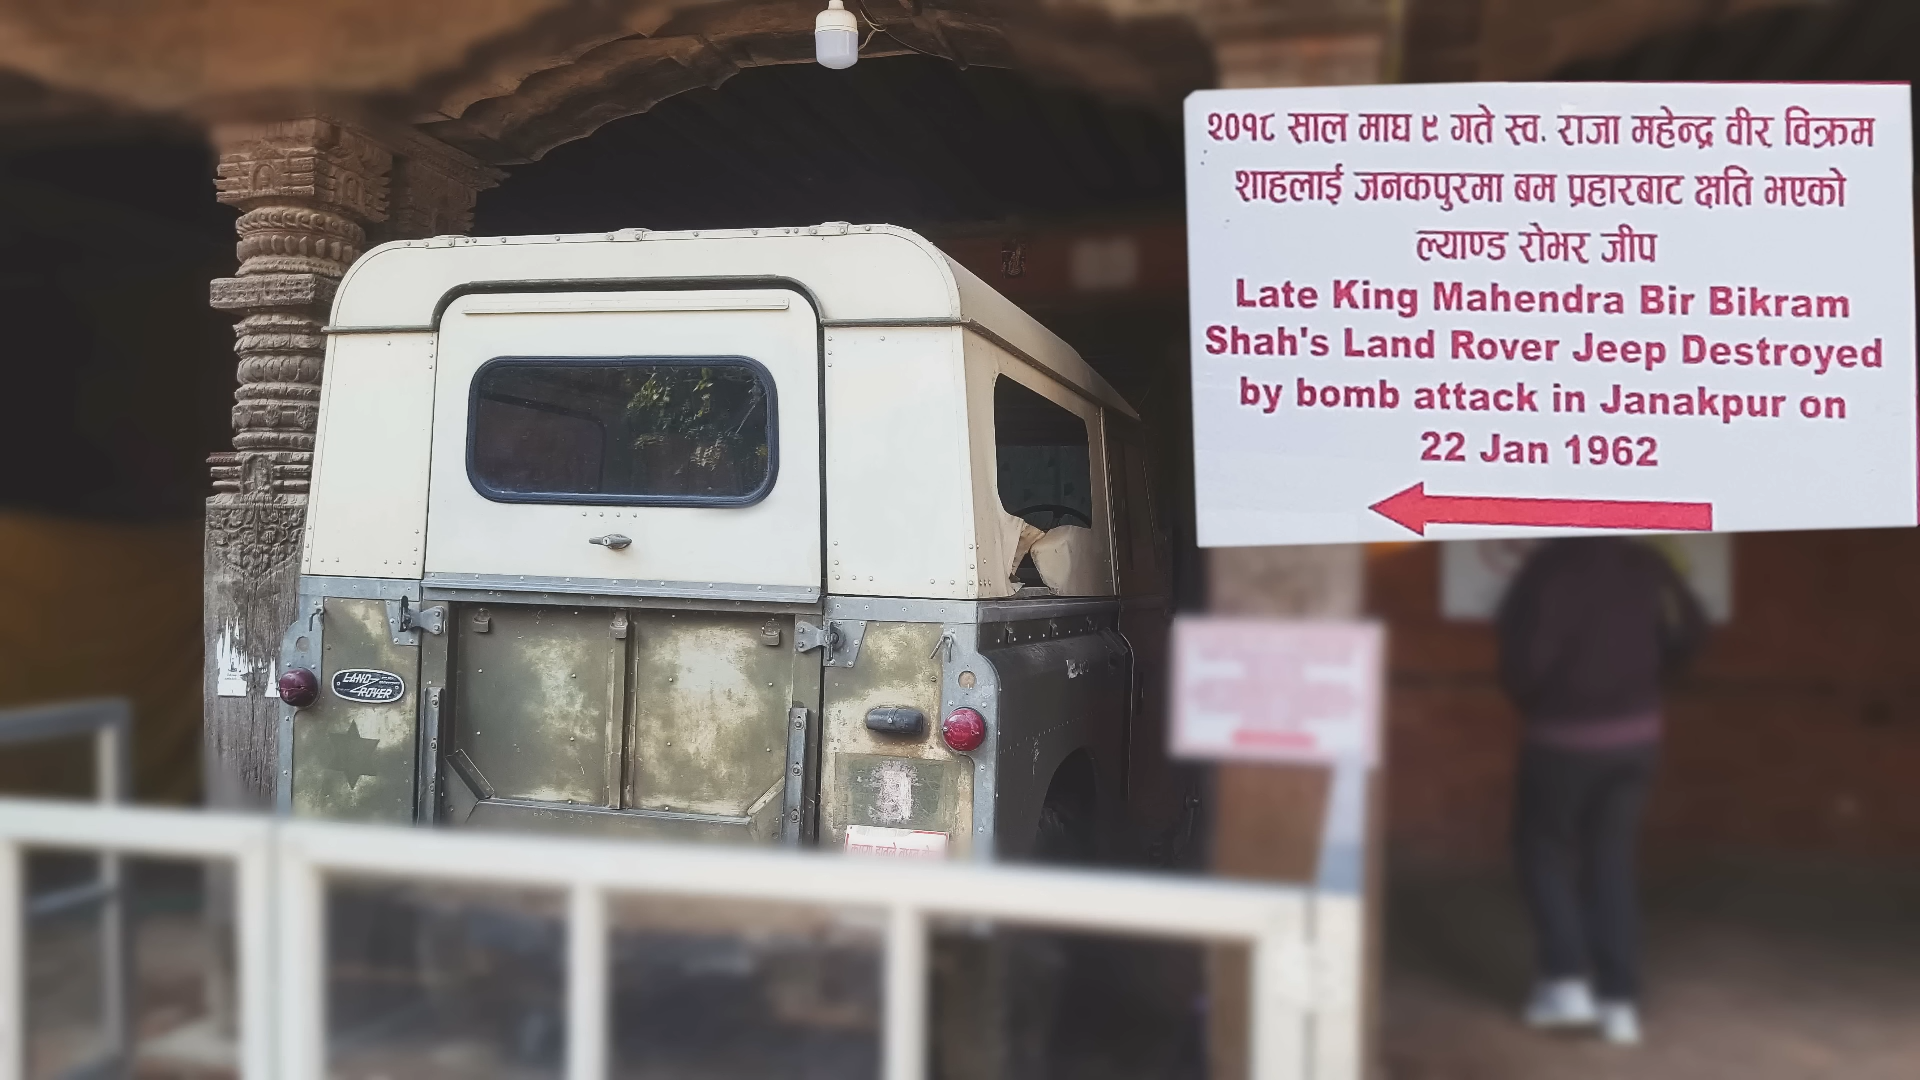 २०१८ साल माघ ९ गते स्व. राजा महेन्द्र वीर विक्रम
शाहलाई जनकपुरमा बम प्रहारबाट क्षति भएको
ल्याण्ड रोभर जीप
Late King Mahendra Bir Bikram
Shah's Land Rover Jeep Destroyed
by bomb attack in Janakpur on
22 Jan 1962
LAND
ROVER